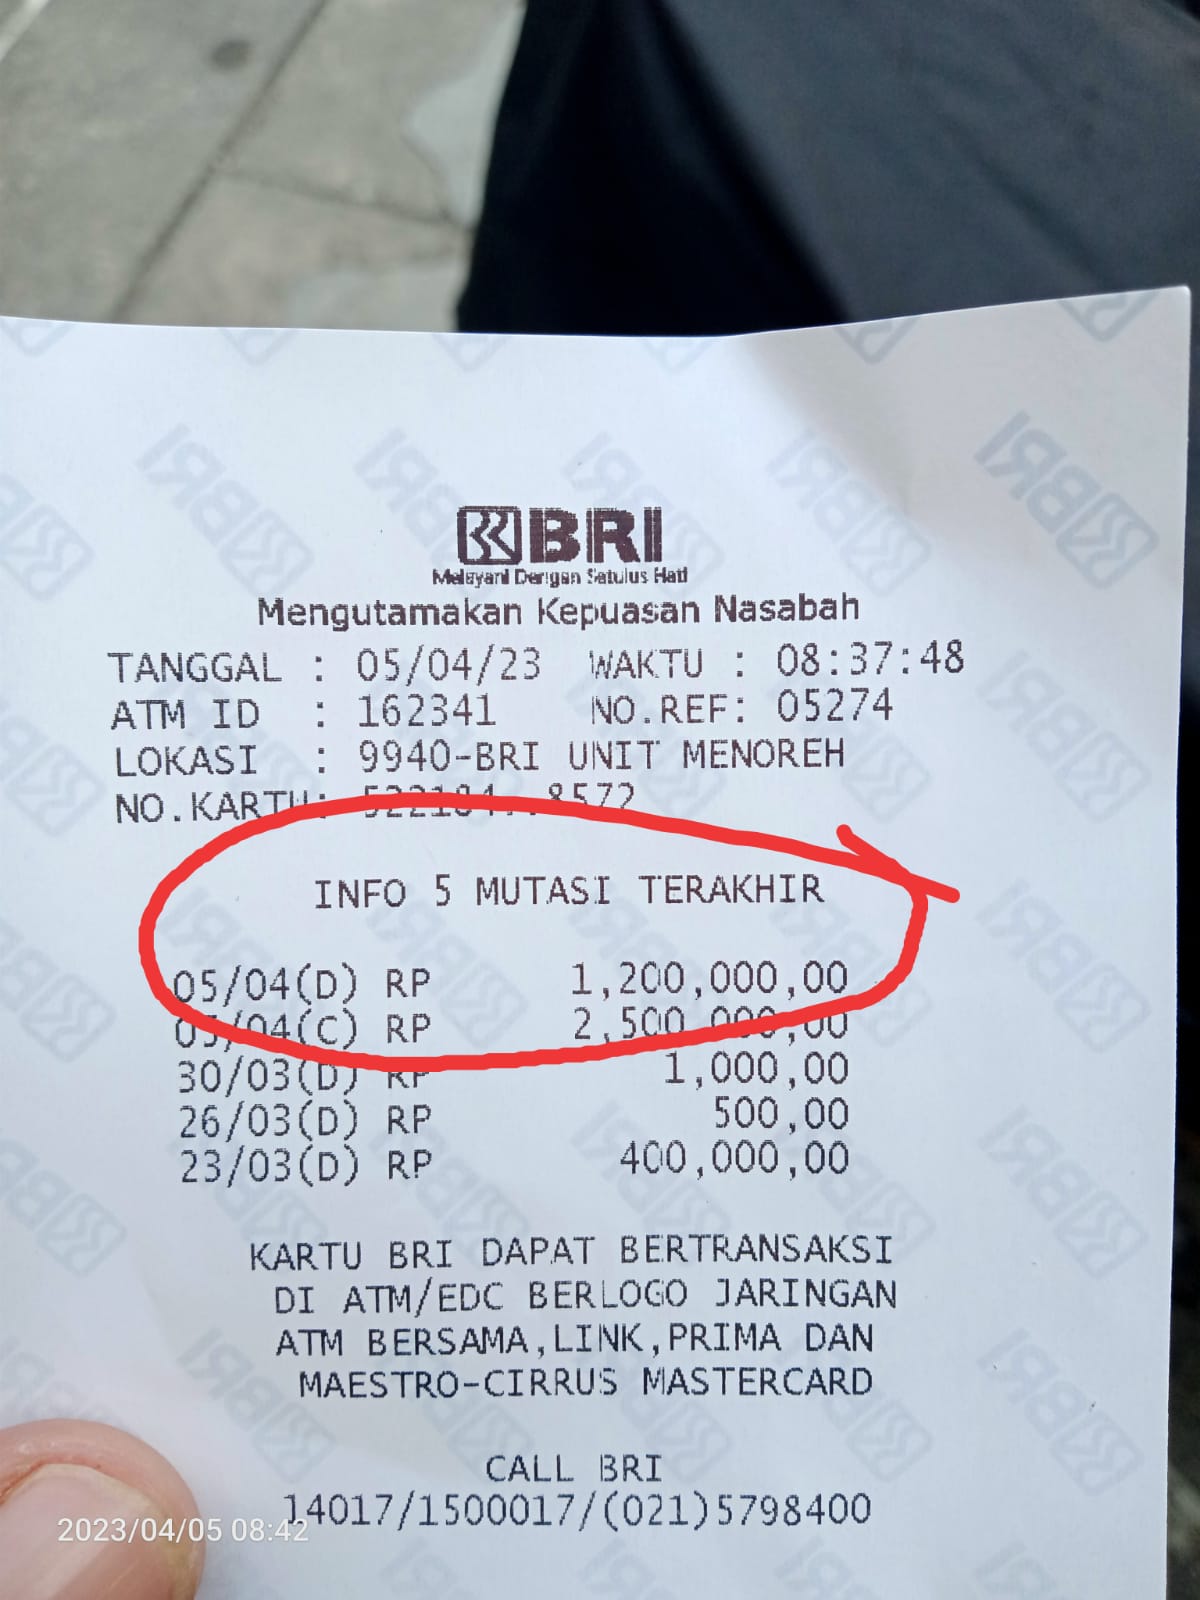 BRI
Melayani Dengan Setulus Hati
Mengutamakan Kepuasan Nasabah
TANGGAL : 05/04/23 WAKTU : 08:37:48
ATM ID : 162341 NO.REF: 05274
LOKASI : 9940-BRI UNIT MENOREH
NO.KARTU: 522184..8572
INFO 5 MUTASI TERAKHIR
05/04(D) RP 1,200,000,00
05/04(C) RP 2,500,000,00
30/03(D) RP 1,000,00
26/03(D) RP 500,00
23/03(D) RP 400,000,00
KARTU BRI DAPAT BERTRANSAKSI
DI ATM/EDC BERLOGO JARINGAN
ATM BERSAMA,LINK,PRIMA DAN
MAESTRO-CIRRUS MASTERCARD
CALL BRI
14017/1500017/(021)5798400
2023/04/05 08:42